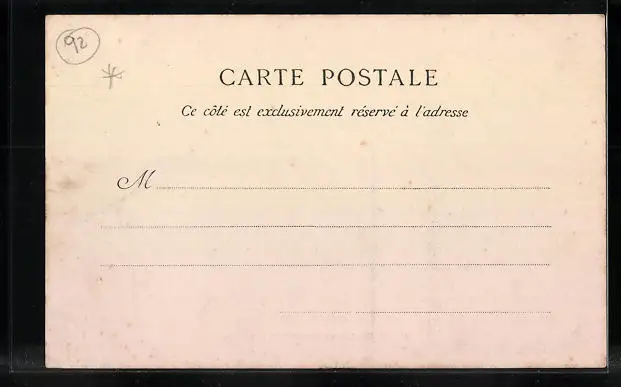 92
*
CARTE POSTALE
Ce côté est exclusivement réservé à l'adresse
M